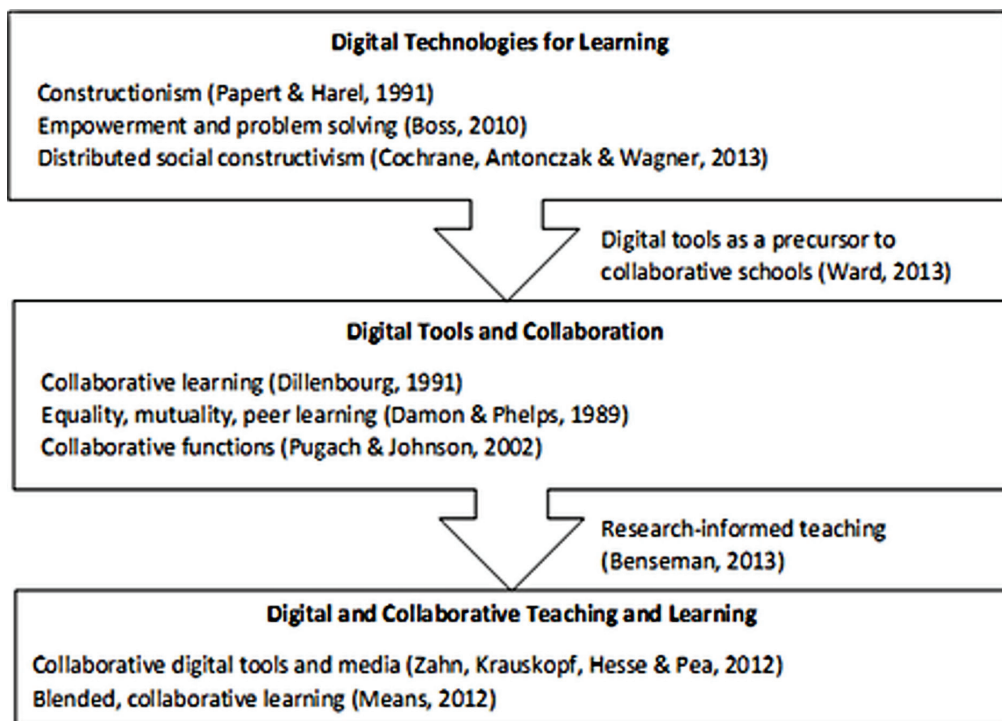 Digital Technologies for Learning
Constructionism (Papert & Harel, 1991)
Empowerment and problem solving (Boss, 2010)
Distributed social constructivism (Cochrane, Antonczak & Wagner, 2013)
Digital tools as a precursor to
collaborative schools (Ward, 2013)
Digital Tools and Collaboration
Collaborative learning (Dillenbourg, 1991)
Equality, mutuality, peer learning (Damon & Phelps, 1989)
Collaborative functions (Pugach & Johnson, 2002)
Research-informed teaching
(Benseman, 2013)
Digital and Collaborative Teaching and Learning
Collaborative digital tools and media (Zahn, Krauskopf, Hesse & Pea, 2012)
Blended, collaborative learning (Means, 2012)